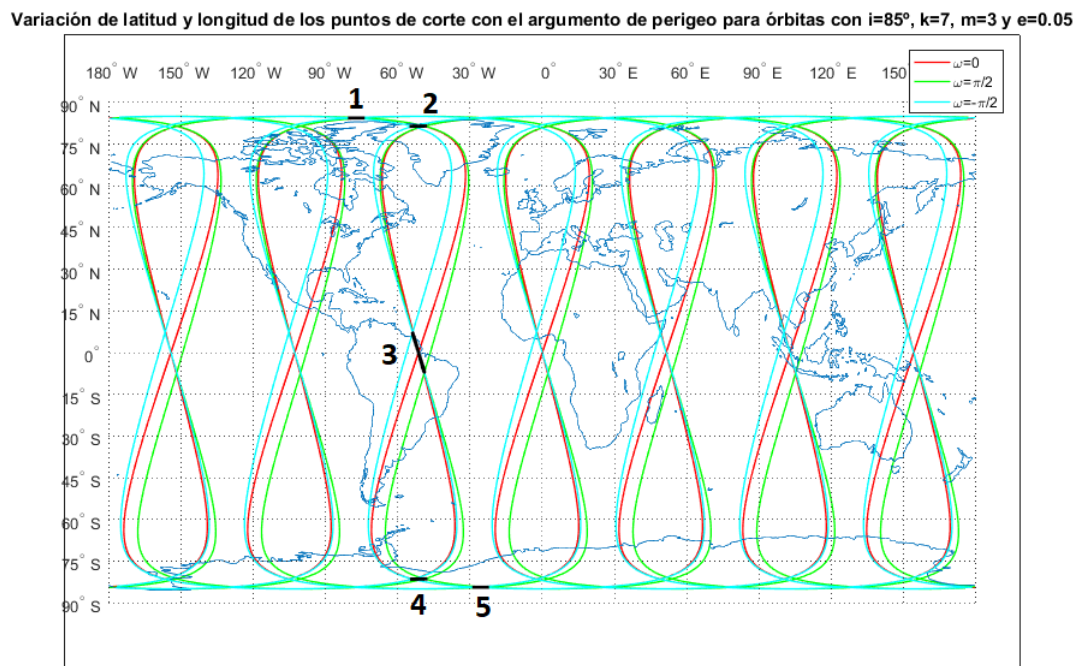 Variación de latitud y longitud de los puntos de corte con el argumento de perigeo para órbitas con i=85º, k=7, m=3 y e=0.05
180° W 150° W 120° W 90° W 60° W 30° W 0° 30° E 60° E 90° E 120° E 150
ω=0
ω=π/2
ω=-π/2
90° N
1 2
75° N
60° N
45° N
30° N
15° N
0°
3
15° S
30° S
45° S
60° S
75° S
90° S
4 5